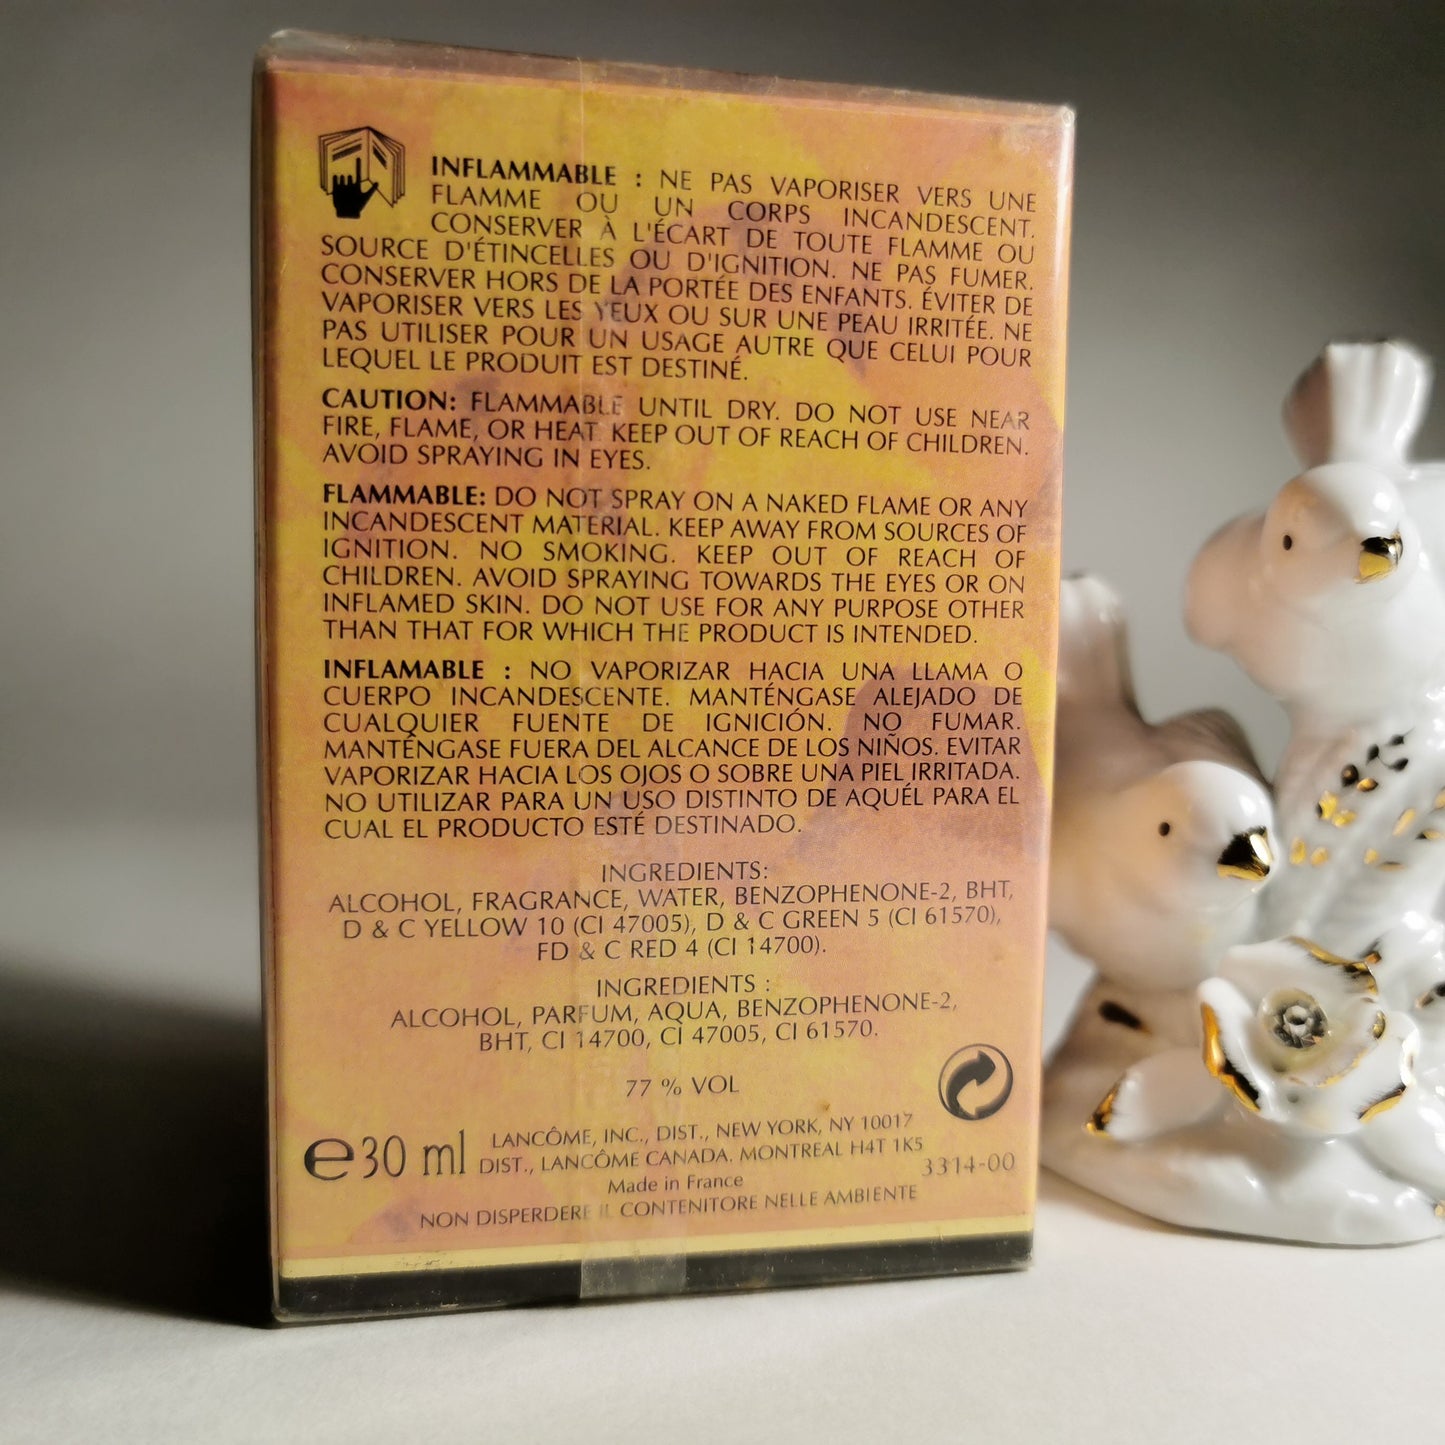 INFLAMMABLE : NE PAS VAPORISER VERS UNE
FLAMME OU UN CORPS INCANDESCENT.
CONSERVER À L'ÉCART DE TOUTE FLAMME OU
SOURCE D'ÉTINCELLES OU D'IGNITION. NE PAS FUMER.
CONSERVER HORS DE LA PORTÉE DES ENFANTS. ÉVITER DE
VAPORISER VERS LES YEUX OU SUR UNE PEAU IRRITÉE. NE
PAS UTILISER POUR UN USAGE AUTRE QUE CELUI POUR
LEQUEL LE PRODUIT EST DESTINÉ.
CAUTION: FLAMMABLE UNTIL DRY. DO NOT USE NEAR
FIRE, FLAME, OR HEAT. KEEP OUT OF REACH OF CHILDREN.
AVOID SPRAYING IN EYES.
FLAMMABLE: DO NOT SPRAY ON A NAKED FLAME OR ANY
INCANDESCENT MATERIAL. KEEP AWAY FROM SOURCES OF
IGNITION. NO SMOKING. KEEP OUT OF REACH OF
CHILDREN. AVOID SPRAYING TOWARDS THE EYES OR ON
INFLAMED SKIN. DO NOT USE FOR ANY PURPOSE OTHER
THAN THAT FOR WHICH THE PRODUCT IS INTENDED.
INFLAMABLE : NO VAPORIZAR HACIA UNA LLAMA O
CUERPO INCANDESCENTE. MANTÉNGASE ALEJADO DE
CUALQUIER FUENTE DE IGNICIÓN. NO FUMAR.
MANTÉNGASE FUERA DEL ALCANCE DE LOS NIÑOS. EVITAR
VAPORIZAR HACIA LOS OJOS O SOBRE UNA PIEL IRRITADA.
NO UTILIZAR PARA UN USO DISTINTO DE AQUÉL PARA EL
CUAL EL PRODUCTO ESTÉ DESTINADO.
INGREDIENTS:
ALCOHOL, FRAGRANCE, WATER, BENZOPHENONE-2, BHT,
D & C YELLOW 10 (CI 47005), D & C GREEN 5 (CI 61570),
FD & C RED 4 (CI 14700).
INGREDIENTS :
ALCOHOL, PARFUM, AQUA, BENZOPHENONE-2,
BHT, CI 14700, CI 47005, CI 61570.
77 % VOL
℮30 ml
LANCÔME, INC., DIST., NEW YORK, NY 10017
DIST., LANCÔME CANADA. MONTREAL H4T 1K5
3314-00
Made in France
NON DISPERDERE IL CONTENITORE NELLE AMBIENTE